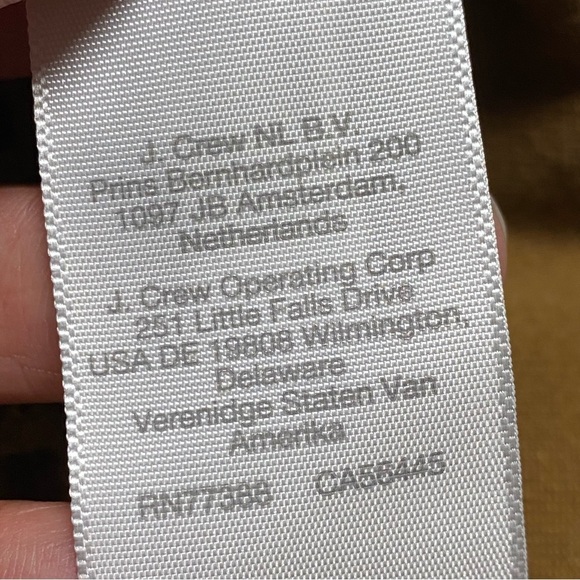 J. Crew NL B.V.
Prins Bernhardplein 200
1097 JB Amsterdam,
Netherlands
J. Crew Operating Corp
251 Little Falls Drive
USA DE 19808 Wilmington,
Delaware
Verenidge Staten Van
Amerika
RN77388 CA56445